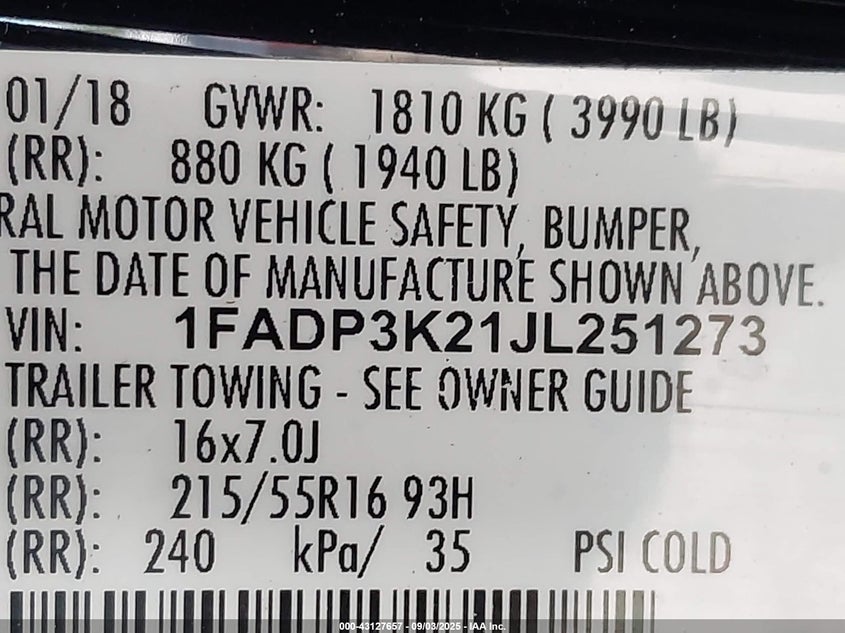 01/18 GVWR: 1810 KG ( 3990 LB)
(RR): 880 KG ( 1940 LB)
RAL MOTOR VEHICLE SAFETY, BUMPER,
THE DATE OF MANUFACTURE SHOWN ABOVE.
VIN: 1FADP3K21JL251273
TRAILER TOWING - SEE OWNER GUIDE
(RR): 16x7.0J
(RR): 215/55R16 93H
(RR): 240 kPa/ 35 PSI COLD
000-43127657 - 09/03/2025 - IAA Inc.